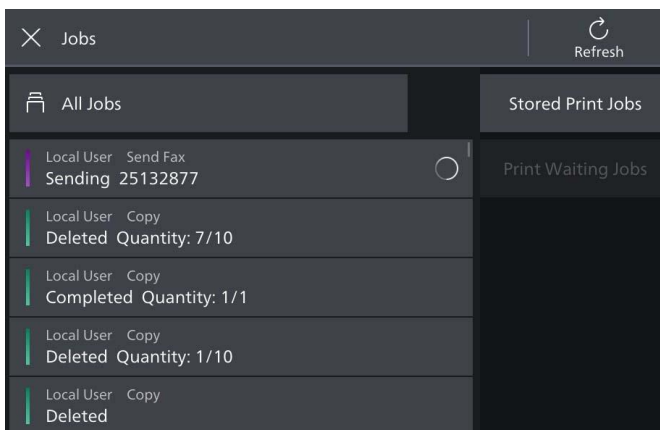 Jobs
Refresh
All Jobs
Stored Print Jobs
Local User Send Fax
Sending 25132877
Print Waiting Jobs
Local User Copy
Deleted Quantity: 7/10
Local User Copy
Completed Quantity: 1/1
Local User Copy
Deleted Quantity: 1/10
Local User Copy
Deleted